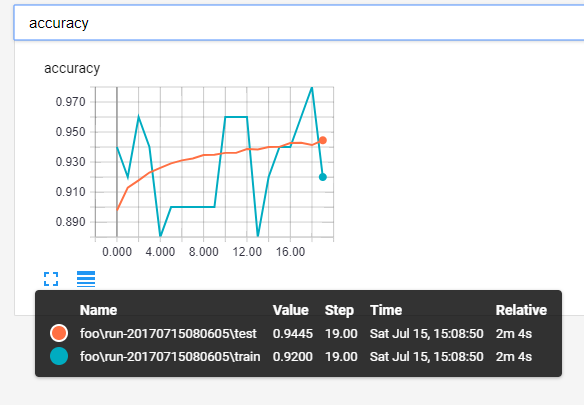 accuracy
accuracy
0.970
0.950
0.930
0.910
0.890
0.000 4.000 8.000 12.00 16.00
Name Value Step Time Relative
foo\run-20170715080605\test 0.9445 19.00 Sat Jul 15, 15:08:50 2m 4s
foo\run-20170715080605\train 0.9200 19.00 Sat Jul 15, 15:08:50 2m 4s